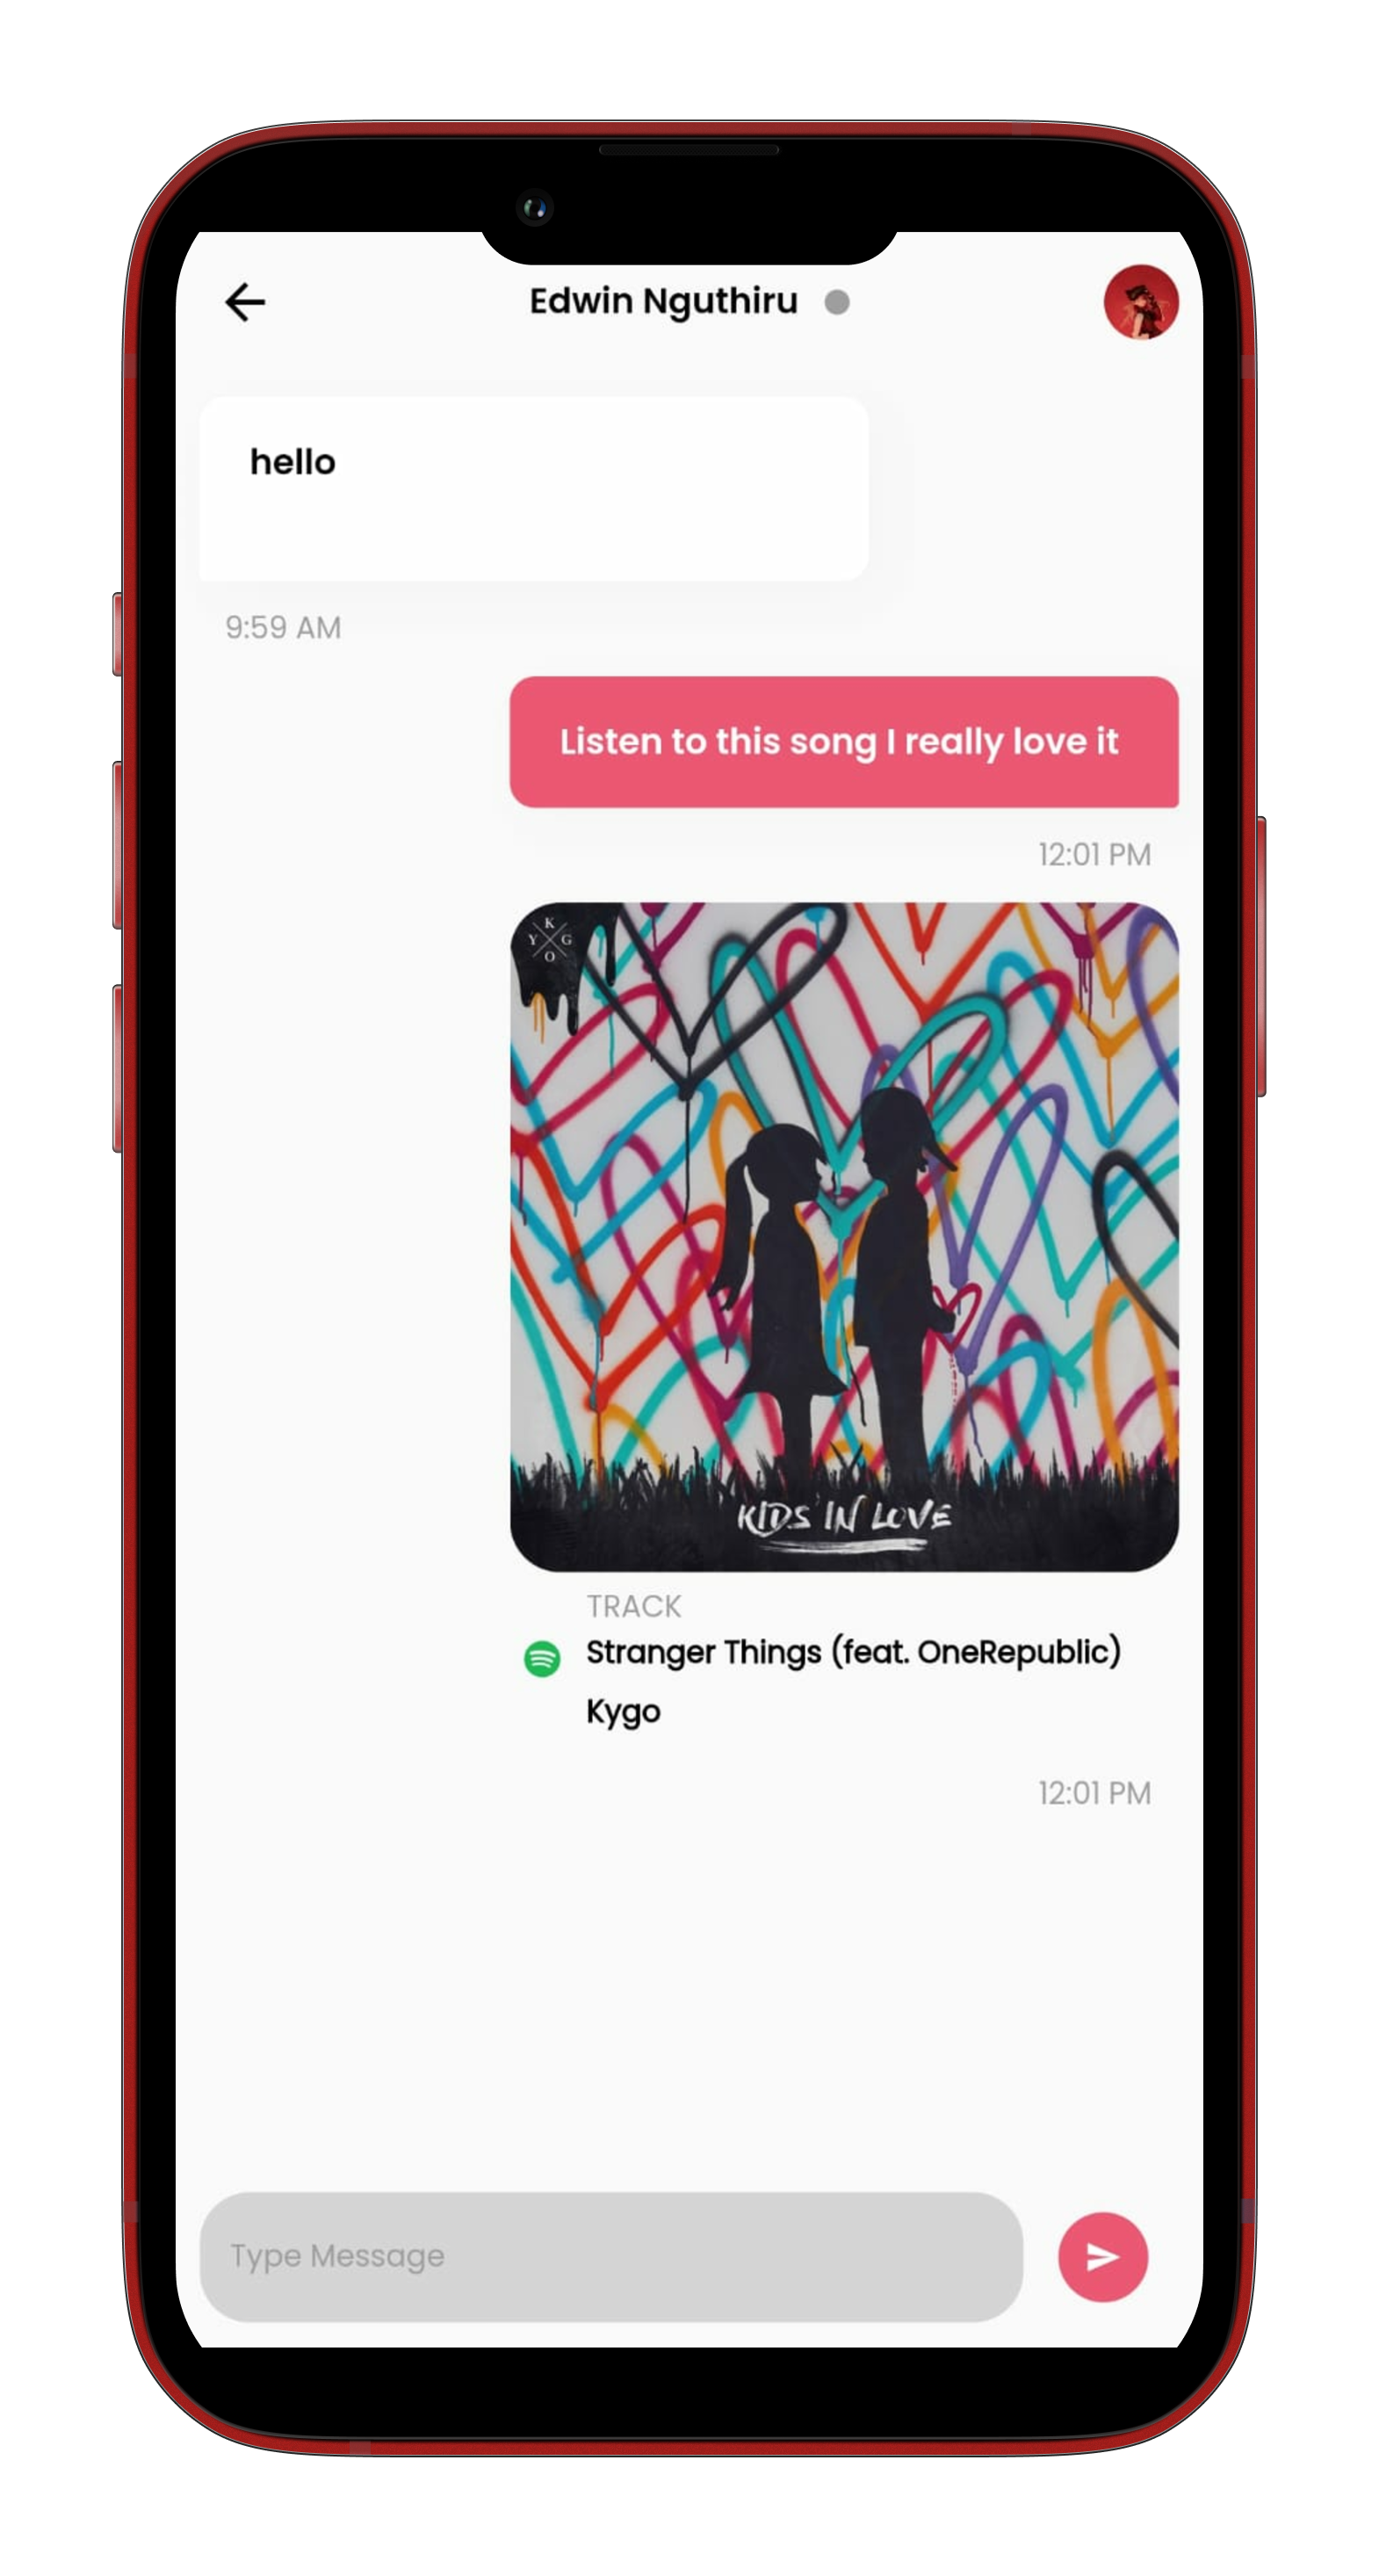 Edwin Nguthiru
hello
9:59 AM
Listen to this song I really love it
12:01 PM
K
Y G
O
KIDS IN LOVE
TRACK
Stranger Things (feat. OneRepublic)
Kygo
12:01 PM
Type Message